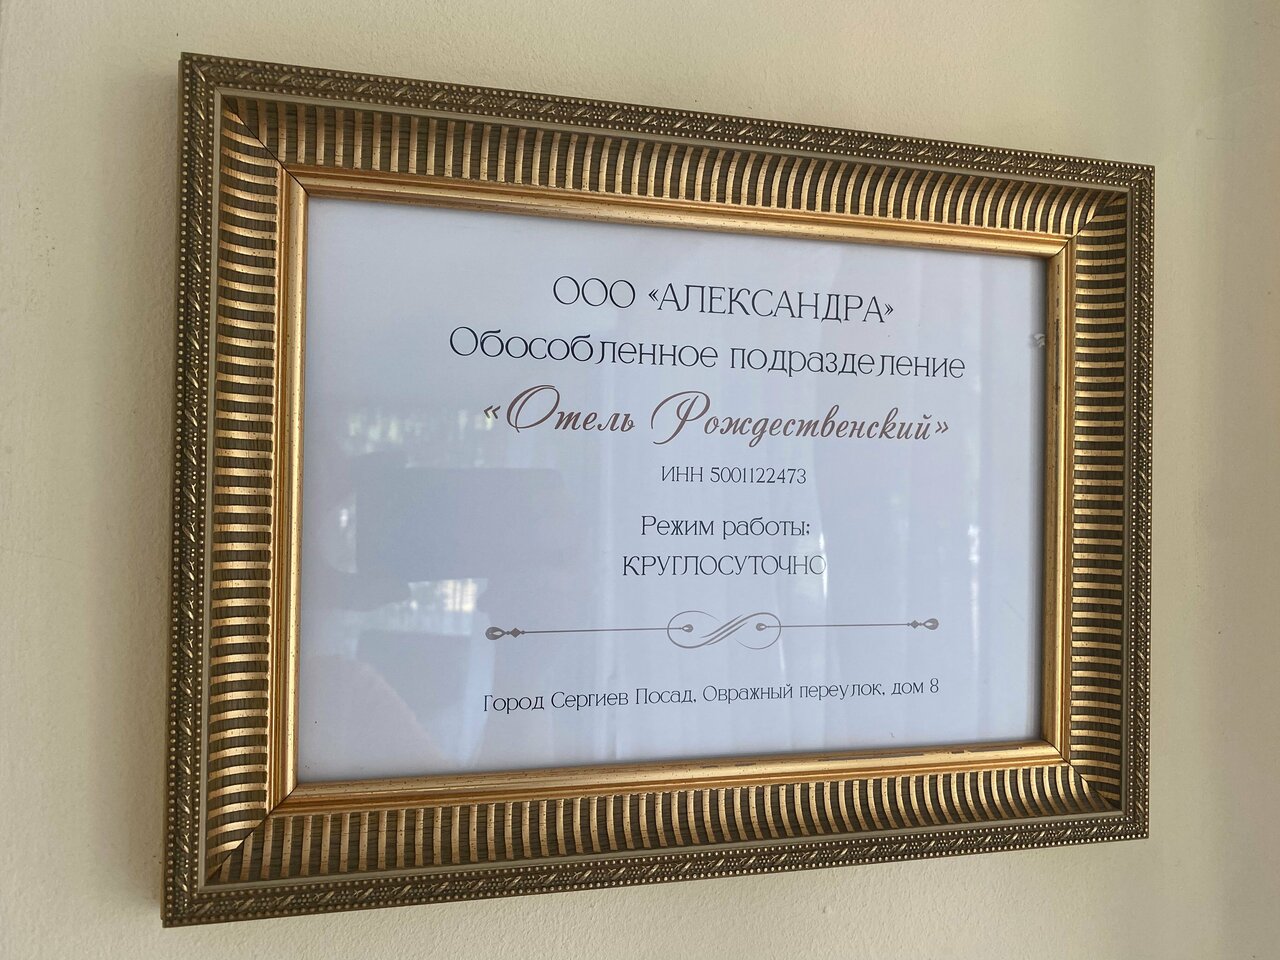 ООО «АЛЕКСАНДРА»
Обособленное подразделение
«Отель Рождественский»
ИНН 5001122473
Режим работы:
КРУГЛОСУТОЧНО
Город Сергиев Посад, Овражный переулок, дом 8